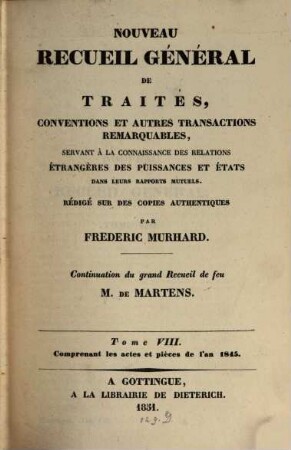 NOUVEAU
RECUEIL GÉNÉRAL
DE
TRAITÉS,
CONVENTIONS ET AUTRES TRANSACTIONS
REMARQUABLES,
SERVANT À LA CONNAISSANCE DES RELATIONS
ÉTRANGÈRES DES PUISSANCES ET ÉTATS
DANS LEURS RAPPORTS MUTUELS.
RÉDIGÉ SUR DES COPIES AUTHENTIQUES
PAR
FREDERIC MURHARD.
Continuation du grand Recueil de feu
M. DE MARTENS.
Tome VIII.
Comprenant les actes et pièces de l'an 1845.
A GOTTINGUE,
A LA LIBRAIRIE DE DIETERICH.
1851.